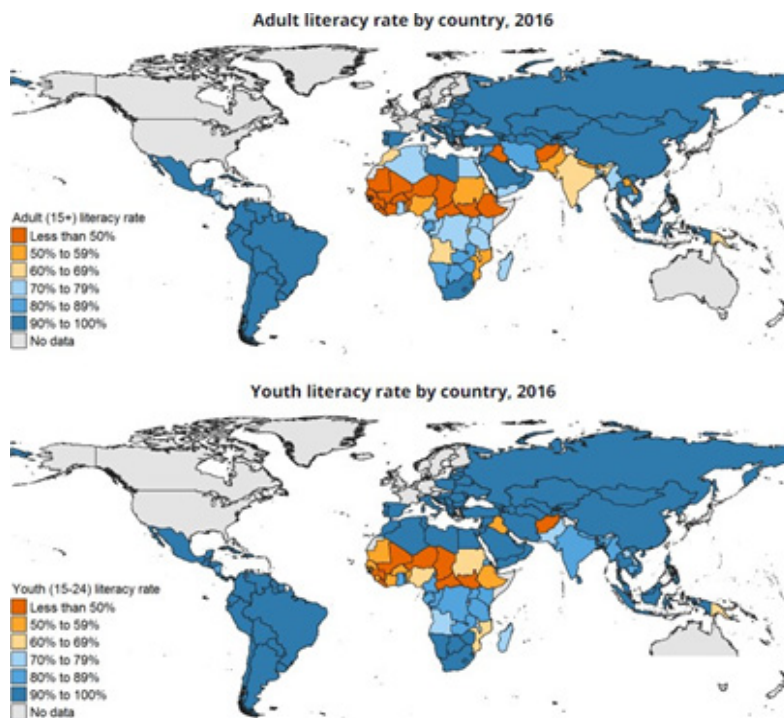 Adult literacy rate by country, 2016
Adult (15+) literacy rate
Less than 50%
50% to 59%
60% to 69%
70% to 79%
80% to 89%
90% to 100%
No data
Youth literacy rate by country, 2016
Youth (15-24) literacy rate
Less than 50%
50% to 59%
60% to 69%
70% to 79%
80% to 89%
90% to 100%
No data